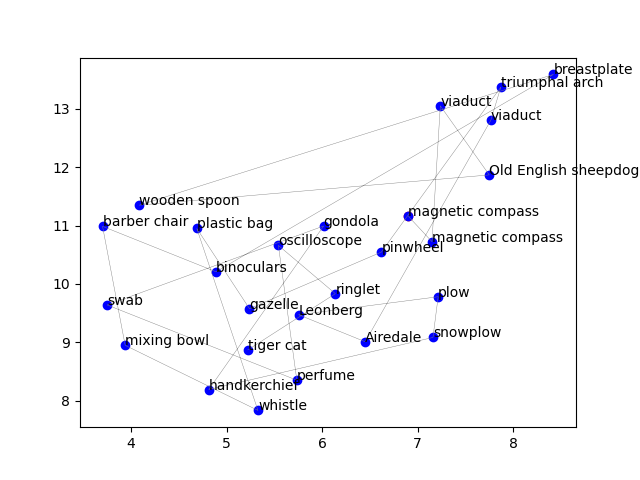 breastplate
triumphal arch
viaduct
viaduct
Old English sheepdog
wooden spoon
barber chair
plastic bag
gondola
magnetic compass
oscilloscope
magnetic compass
pinwheel
binoculars
swab
gazelle
ringlet
plow
Leonberg
mixing bowl
tiger cat
Airedale
snowplow
handkerchief
perfume
whistle
13
12
11
10
9
8
4
5
6
7
8